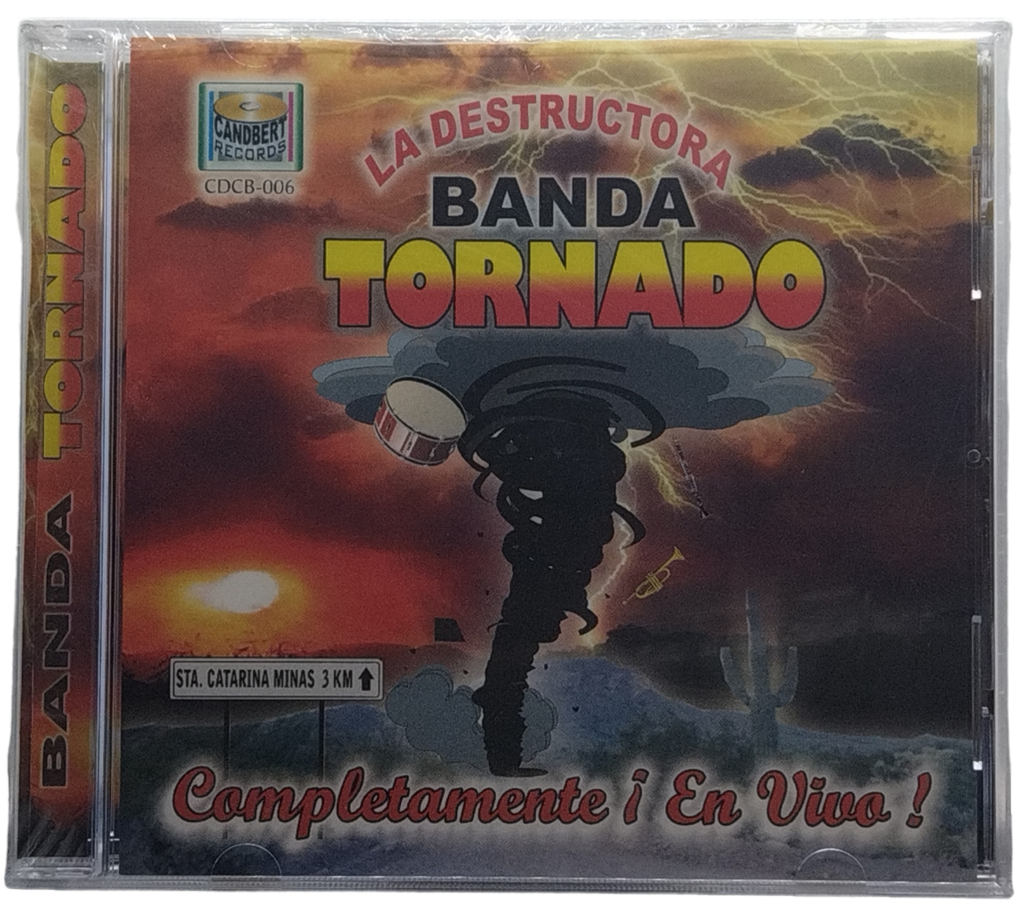 BANDA TORNADO
CANDBERT
RECORDS
CDCB-006
LA DESTRUCTORA
BANDA
TORNADO
STA. CATARINA MINAS 3 KM
Completamente ¡ En Vivo !